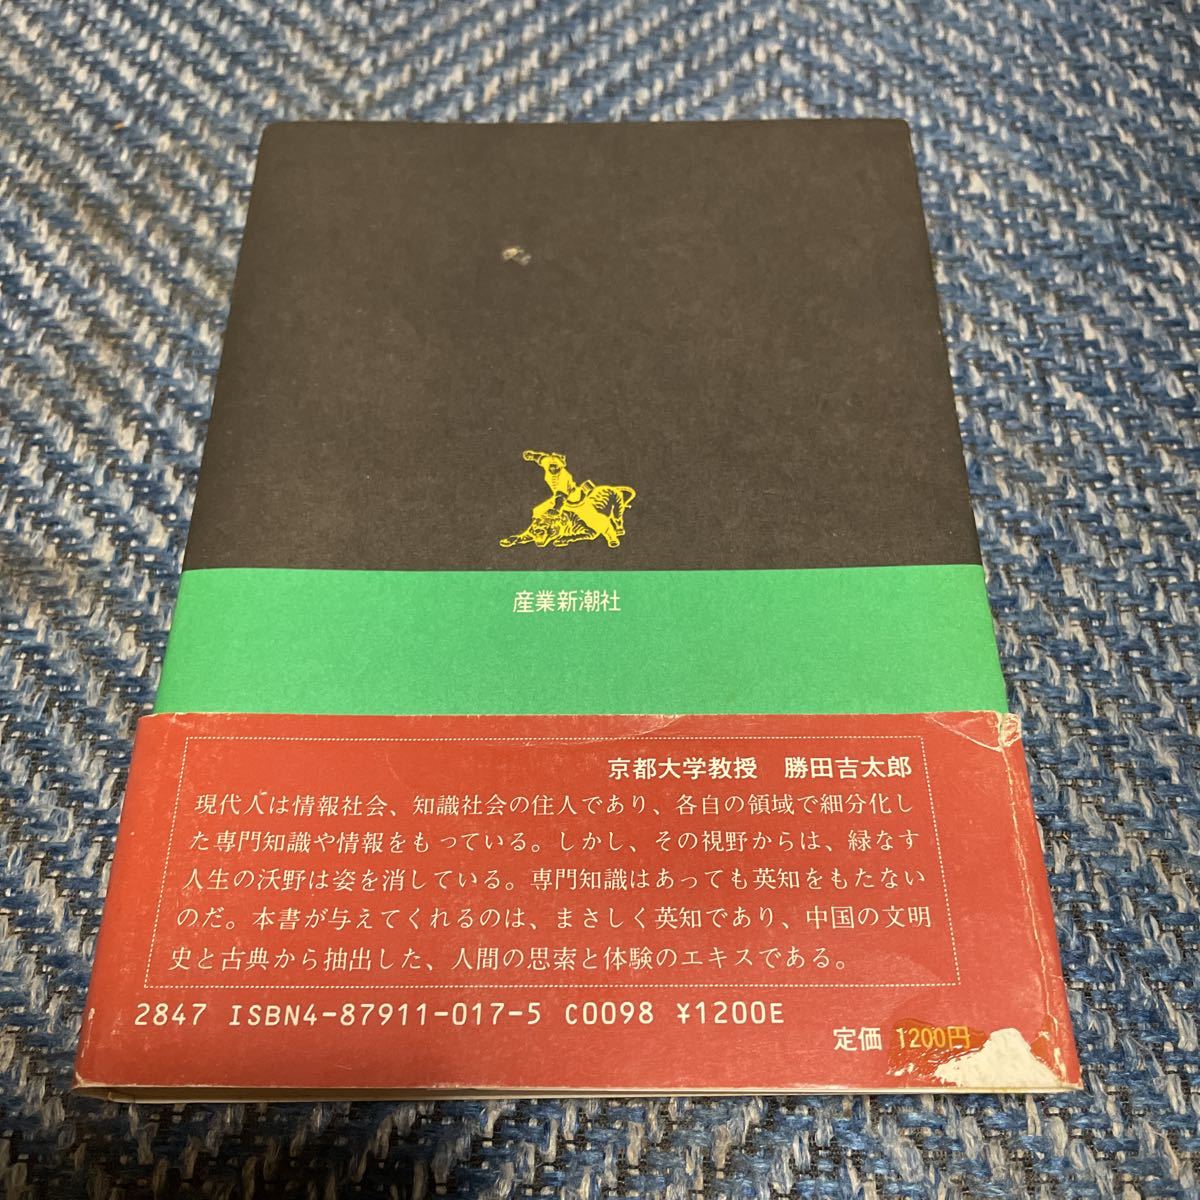 産業新潮社
京都大学教授　勝田吉太郎
現代人は情報社会、知識社会の住人であり、各自の領域で細分化し
た専門知識や情報をもっている。しかし、その視野からは、緑なす
人生の沃野は姿を消している。専門知識はあっても英知をもたない
のだ。本書が与えてくれるのは、まさしく英知であり、中国の文明
史と古典から抽出した、人間の思索と体験のエキスである。
2847 ISBN4-87911-017-5 C0098 ¥1200E
定価 1200円